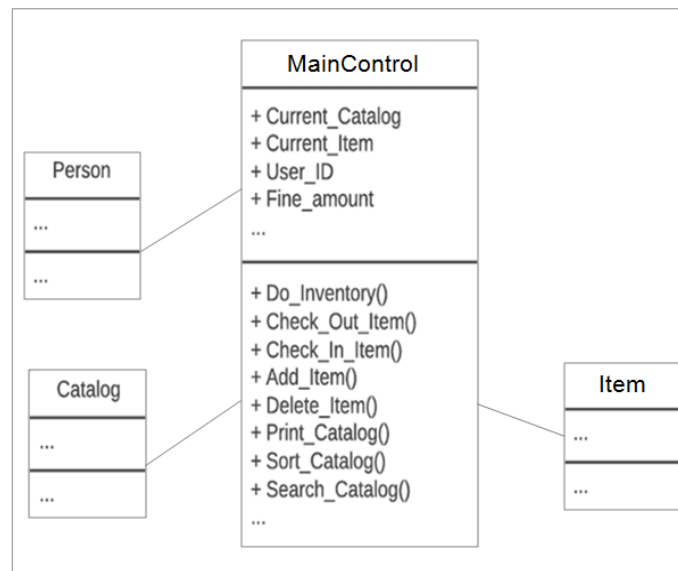 MainControl
+ Current_Catalog
+ Current_Item
+ User_ID
+ Fine_amount
...
+ Do_Inventory()
+ Check_Out_Item()
+ Check_In_Item()
+ Add_Item()
+ Delete_Item()
+ Print_Catalog()
+ Sort_Catalog()
+ Search_Catalog()
...
Person
...
...
Catalog
...
...
Item
...
...